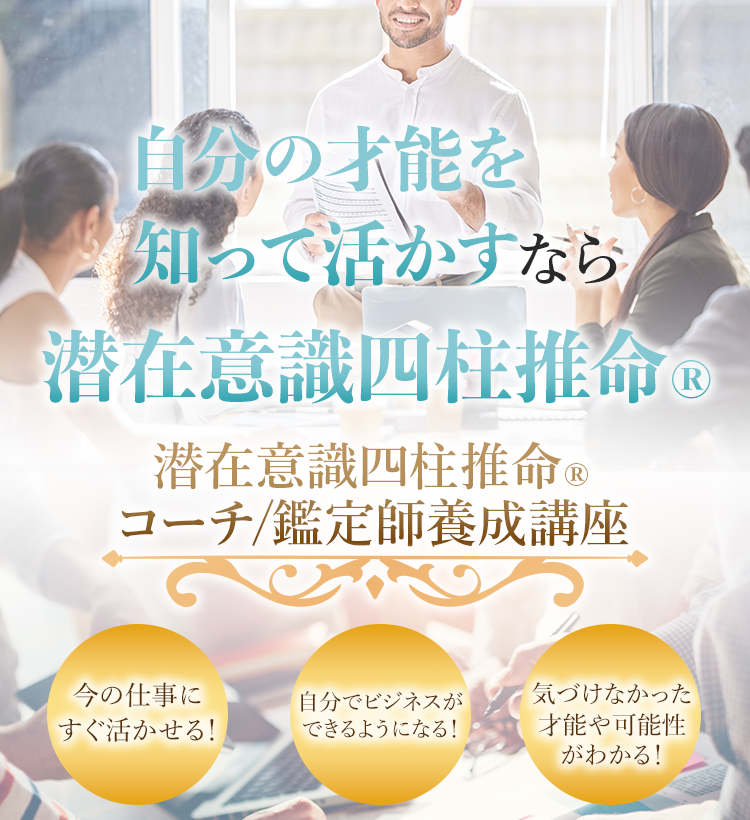 自分の才能を
知って活かすなら
潜在意識四柱推命®
潜在意識四柱推命®
コーチ/鑑定師養成講座
今の仕事に
すぐ活かせる!
自分でビジネスが
できるようになる!
気づけなかった
才能や可能性
がわかる!